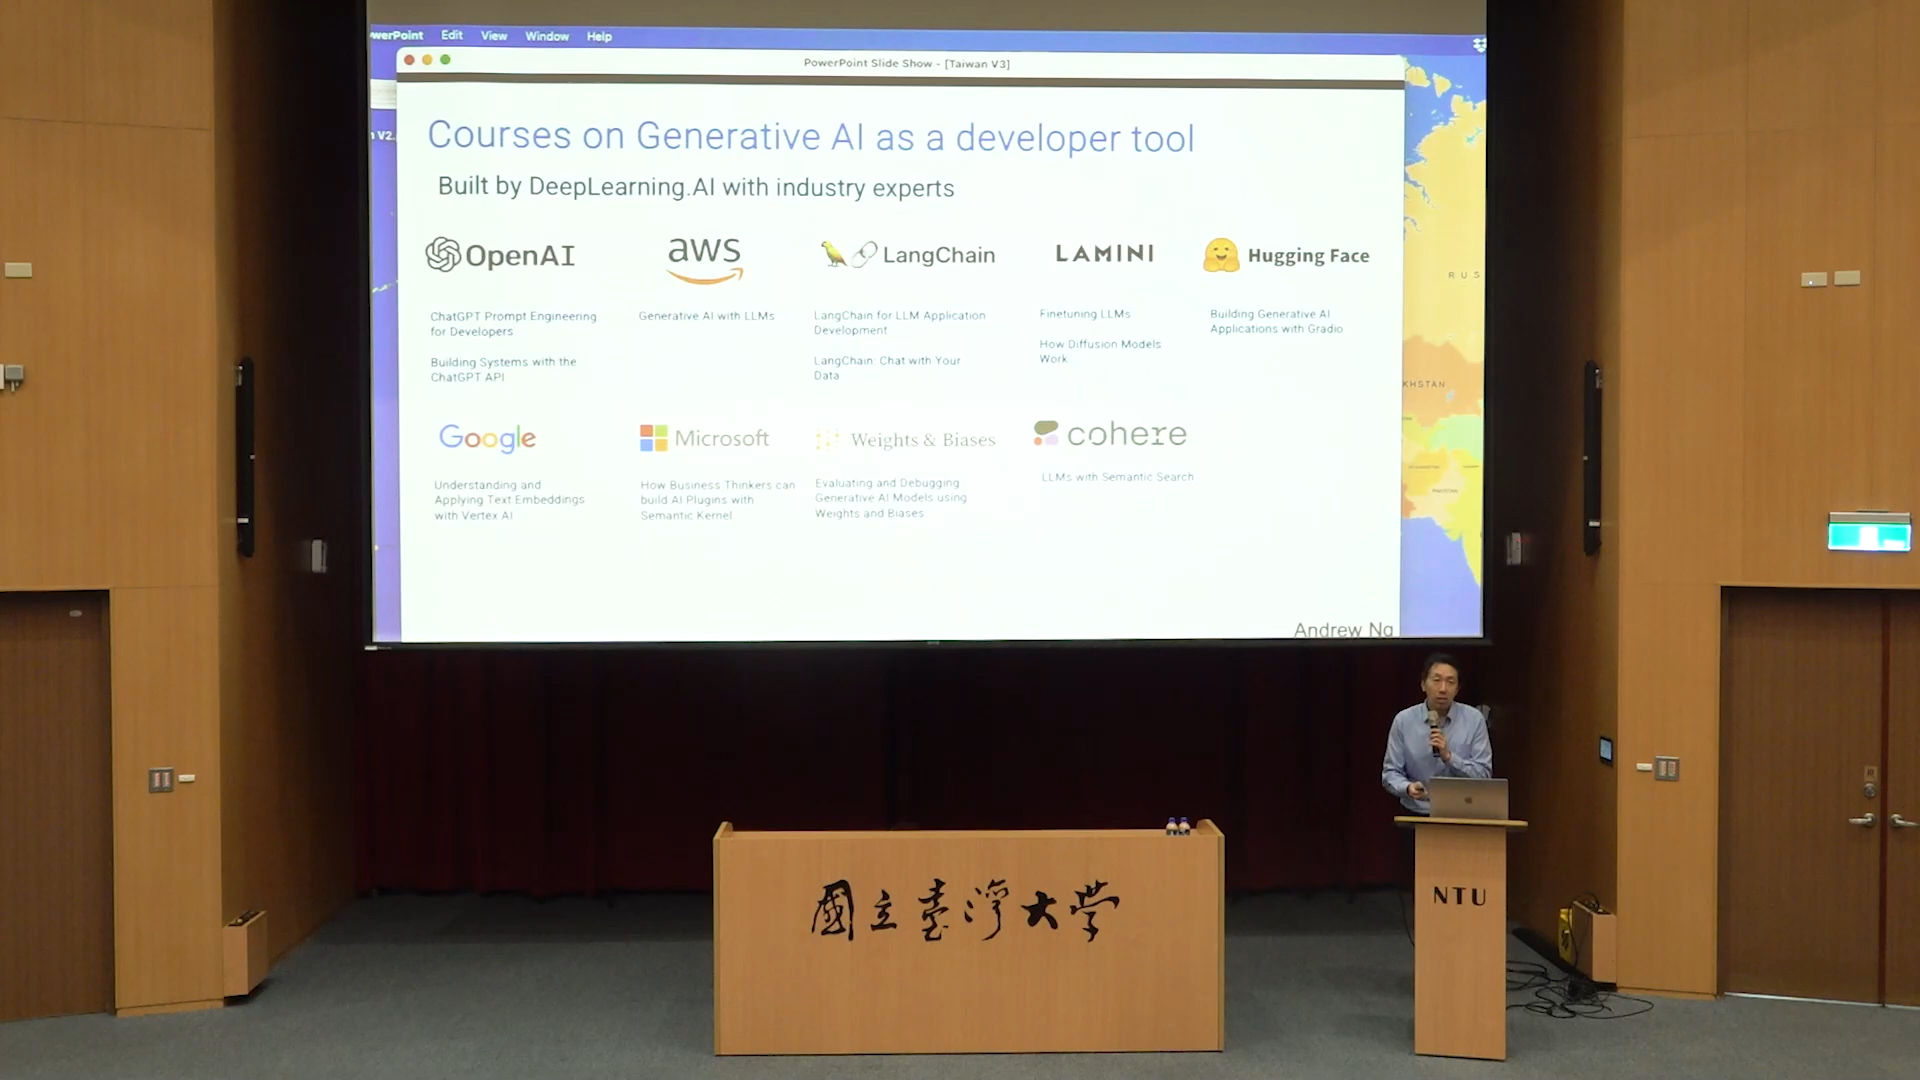 werPoint Edit View Window Help
PowerPoint Slide Show - [Taiwan V3]
V2.
Courses on Generative AI as a developer tool
Built by DeepLearning.AI with industry experts
OpenAI
ChatGPT Prompt Engineering
for Developers
Building Systems with the
ChatGPT API
aws
Generative AI with LLMs
LangChain
LangChain for LLM Application
Development
LangChain: Chat with Your
Data
LAMINI
Finetuning LLMs
How Diffusion Models
Work
Hugging Face
Building Generative AI
Applications with Gradio
Google
Understanding and
Applying Text Embeddings
with Vertex AI
Microsoft
How Business Thinkers can
build AI Plugins with
Semantic Kernel
Weights & Biases
Evaluating and Debugging
Generative AI Models using
Weights and Biases
cohere
LLMs with Semantic Search
Andrew Ng
RUS
KHSTAN
國立臺灣大學
NTU